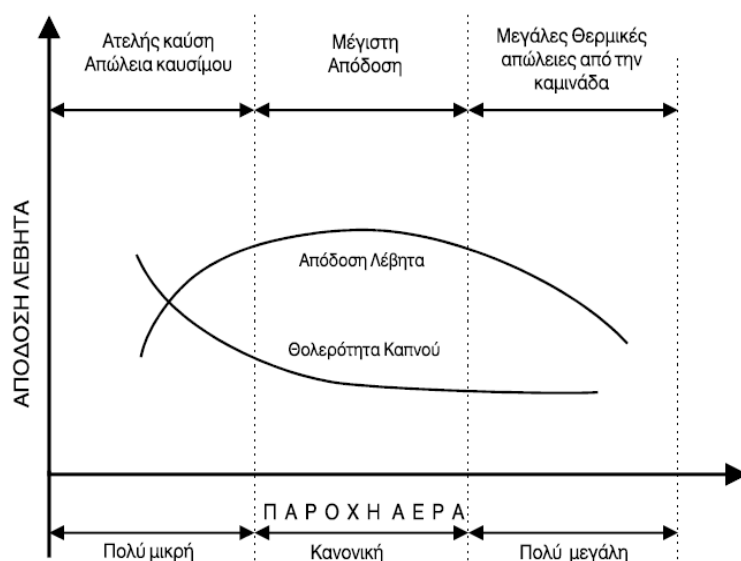 Ατελής καύση
Απώλεια καυσίμου
Μέγιστη
Απόδοση
Μεγάλες Θερμικές
απώλειες από την
καμινάδα
ΑΠΟΔΟΣΗ ΛΕΒΗΤΑ
Απόδοση Λέβητα
Θολερότητα Καπνού
ΠΑΡΟΧΗ ΑΕΡΑ
Πολύ μικρή
Κανονική
Πολύ μεγάλη